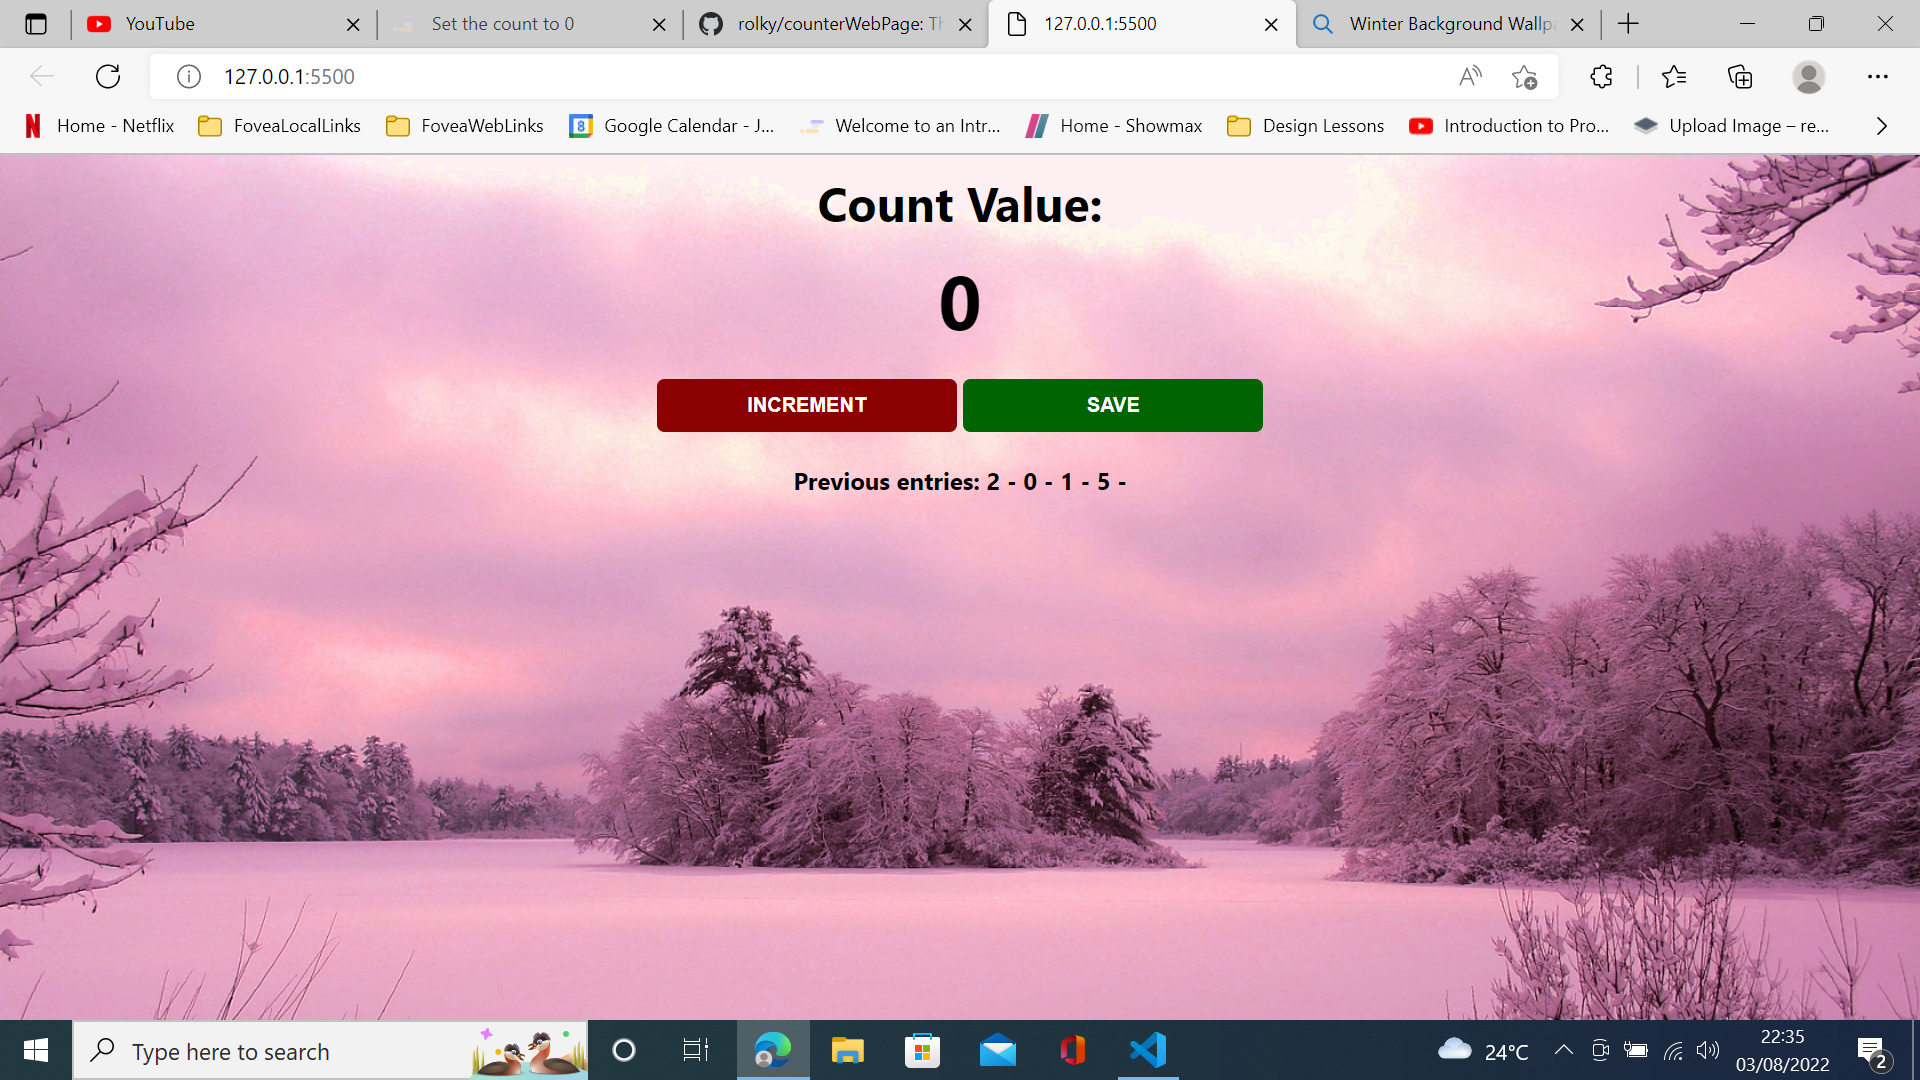 YouTube
Set the count to 0
rolky/counterWebPage: Th
127.0.0.1:5500
Winter Background Wallpa
127.0.0.1:5500
Home - Netflix
FoveaLocalLinks
FoveaWebLinks
8
Google Calendar - J...
Welcome to an Intr...
Home - Showmax
Design Lessons
Introduction to Pro...
Upload Image – re...
Count Value:
0
INCREMENT
SAVE
Previous entries: 2 - 0 - 1 - 5 -
Type here to search
24°C
22:35
03/08/2022
2